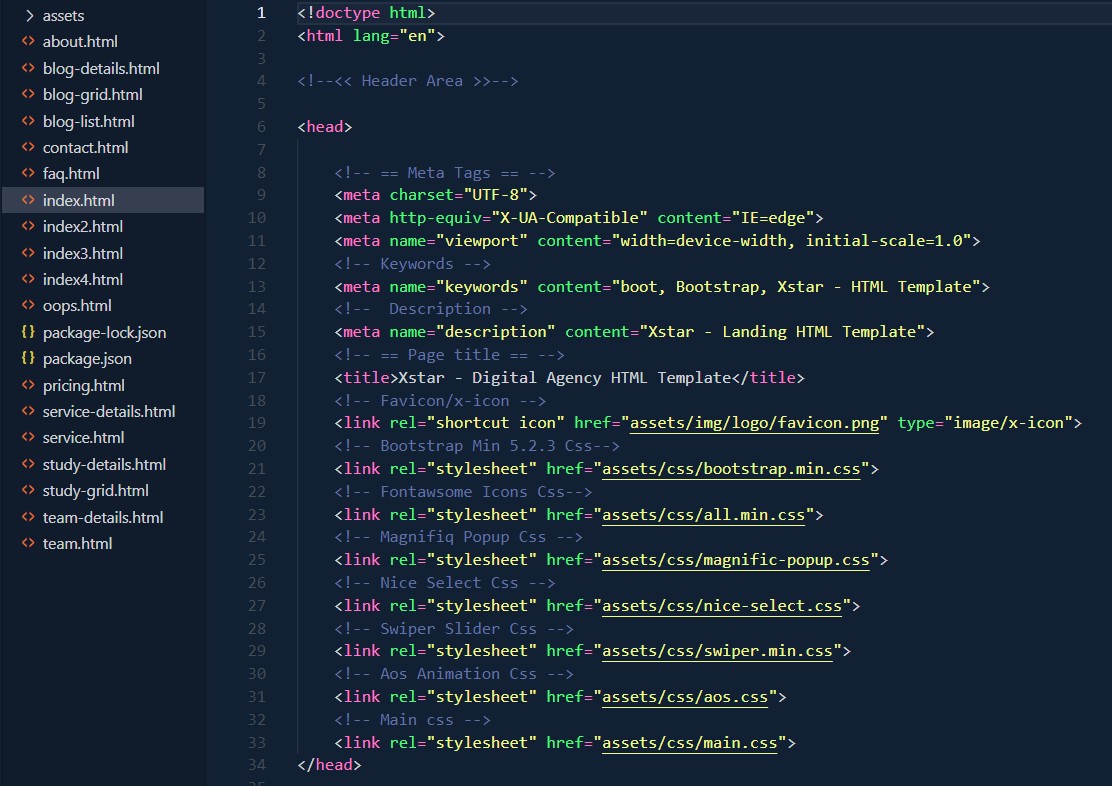 assets
about.html
blog-details.html
blog-grid.html
blog-list.html
contact.html
faq.html
index.html
index2.html
index3.html
index4.html
oops.html
{} package-lock.json
{} package.json
pricing.html
service-details.html
service.html
study-details.html
study-grid.html
team-details.html
team.html
1 <!doctype html>
2 <html lang="en">
3
4 <!--<< Header Area >>-->
5
6 <head>
7
8 <!-- == Meta Tags == -->
9 <meta charset="UTF-8">
10 <meta http-equiv="X-UA-Compatible" content="IE=edge">
11 <meta name="viewport" content="width=device-width, initial-scale=1.0">
12 <!-- Keywords -->
13 <meta name="keywords" content="boot, Bootstrap, Xstar - HTML Template">
14 <!--  Description -->
15 <meta name="description" content="Xstar - Landing HTML Template">
16 <!-- == Page title == -->
17 <title>Xstar - Digital Agency HTML Template</title>
18 <!-- Favicon/x-icon -->
19 <link rel="shortcut icon" href="assets/img/logo/favicon.png" type="image/x-icon">
20 <!-- Bootstrap Min 5.2.3 Css-->
21 <link rel="stylesheet" href="assets/css/bootstrap.min.css">
22 <!-- Fontawsome Icons Css-->
23 <link rel="stylesheet" href="assets/css/all.min.css">
24 <!-- Magnifiq Popup Css -->
25 <link rel="stylesheet" href="assets/css/magnific-popup.css">
26 <!-- Nice Select Css -->
27 <link rel="stylesheet" href="assets/css/nice-select.css">
28 <!-- Swiper Slider Css -->
29 <link rel="stylesheet" href="assets/css/swiper.min.css">
30 <!-- Aos Animation Css -->
31 <link rel="stylesheet" href="assets/css/aos.css">
32 <!-- Main css -->
33 <link rel="stylesheet" href="assets/css/main.css">
34 </head>